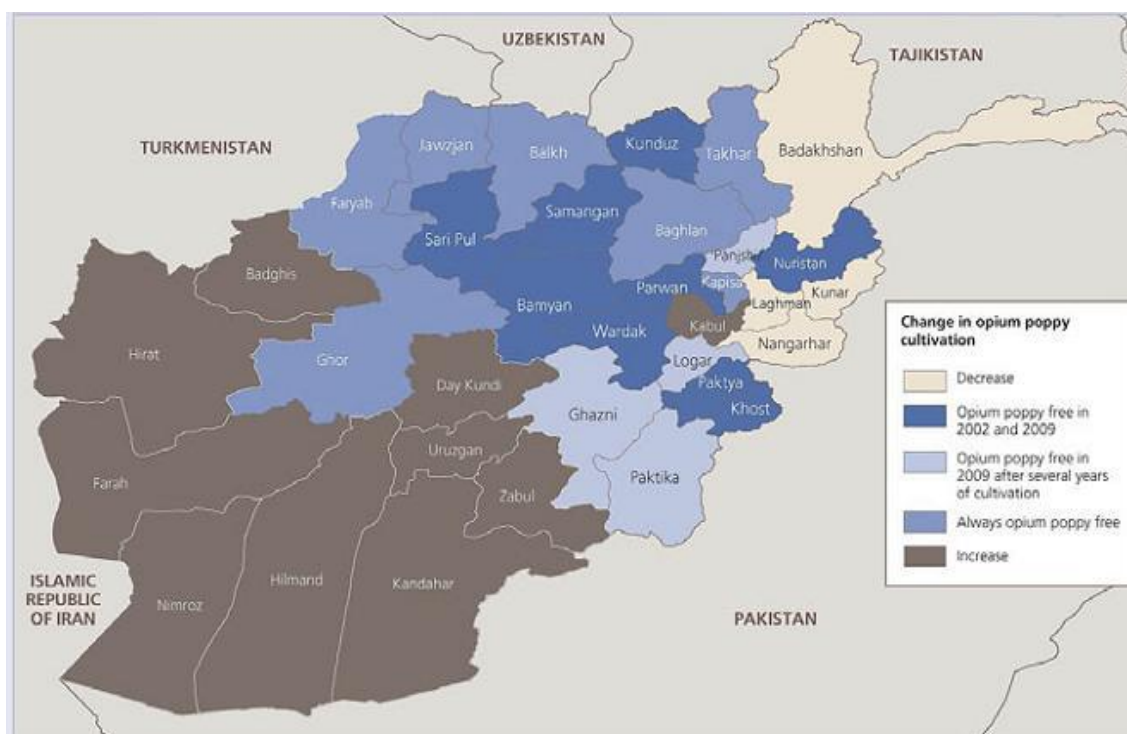 UZBEKISTAN
TAJIKISTAN
TURKMENISTAN
Jawzjan
Balkh
Kunduz
Takhar
Badakhshan
Faryab
Samangan
Sari Pul
Baghlan
Panjshir
Nuristan
Badghis
Kapisa
Parwan
Laghman
Kunar
Bamyan
Kabul
Wardak
Nangarhar
Hirat
Ghor
Logar
Day Kundi
Paktya
Khost
Ghazni
Uruzgan
Paktika
Farah
Zabul
Hilmand
Kandahar
Nimroz
ISLAMIC
REPUBLIC
OF IRAN
PAKISTAN
Change in opium poppy
cultivation
Decrease
Opium poppy free in
2002 and 2009
Opium poppy free in
2009 after several years
of cultivation
Always opium poppy free
Increase